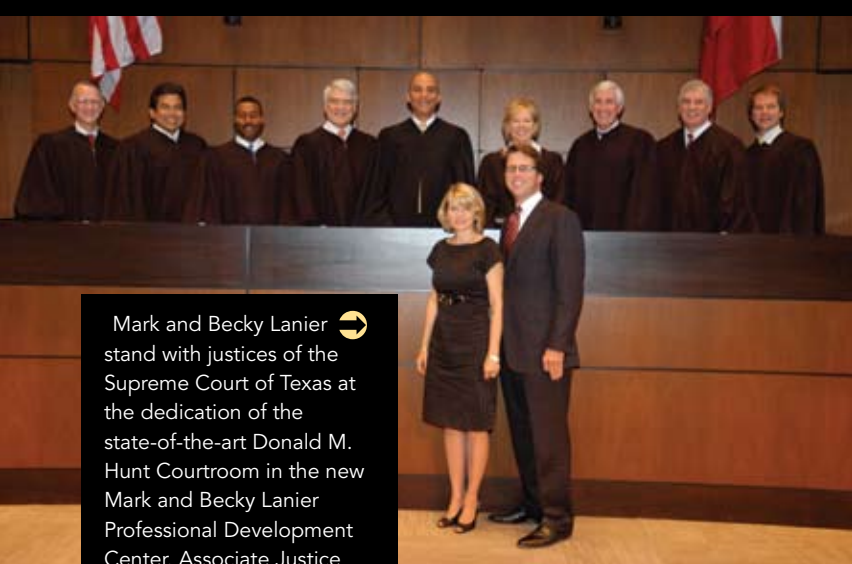 Mark and Becky Lanier
stand with justices of the
Supreme Court of Texas at
the dedication of the
state-of-the-art Donald M.
Hunt Courtroom in the new
Mark and Becky Lanier
Professional Development
Center. Associate Justice